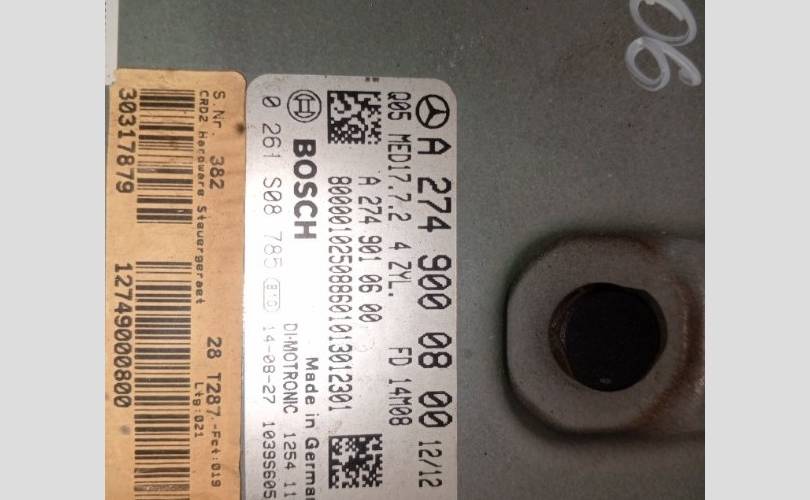 06
A 274 900 08 00 12/12
Q05 MED17.7.2 4 ZYL. FD 14M08
A 274 901 06 00
800001025088601013012301
BOSCH Made in Germa
DI-MOTRONIC 1254 11
0 261 S08 785 14-08-27 1039S605
S.Nr. 382 28 T287 -Fct:019
CRD2 Hardware Steuergeraet Ltg:021
30317879 12749000800